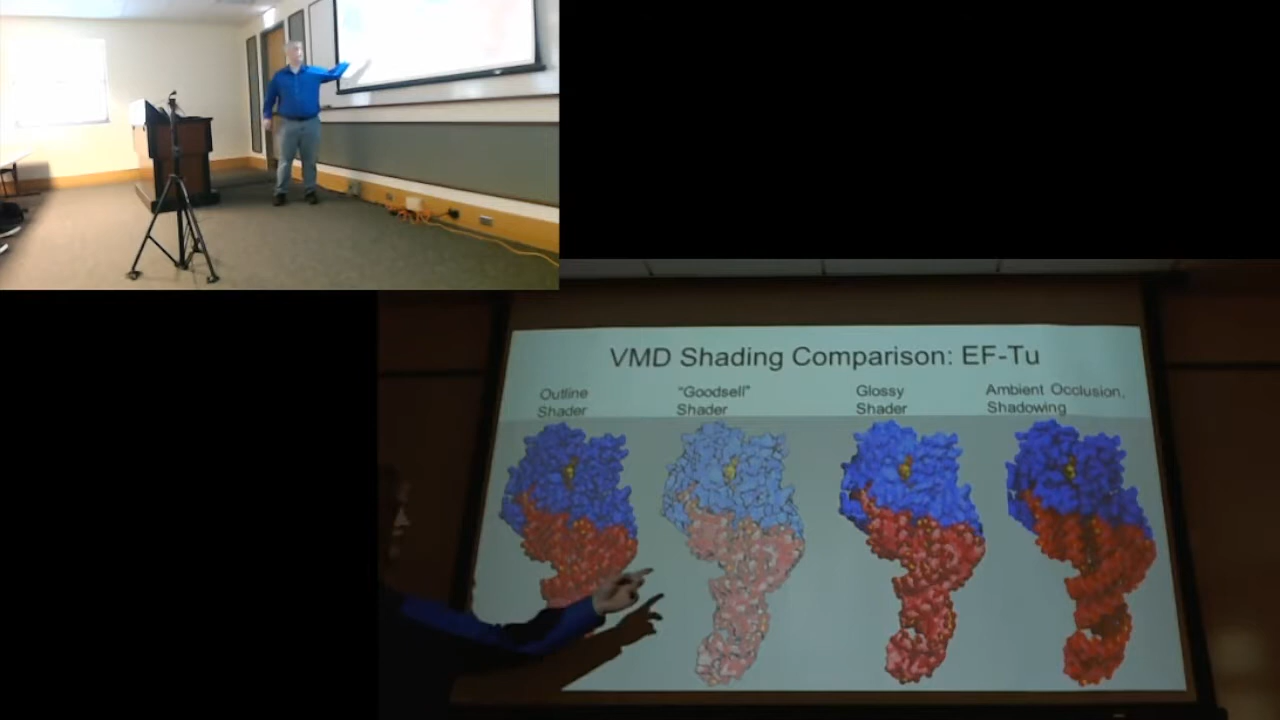 VMD Shading Comparison: EF-Tu
Outline
Shader
"Goodsell"
Shader
Glossy
Shader
Ambient Occlusion,
Shadowing